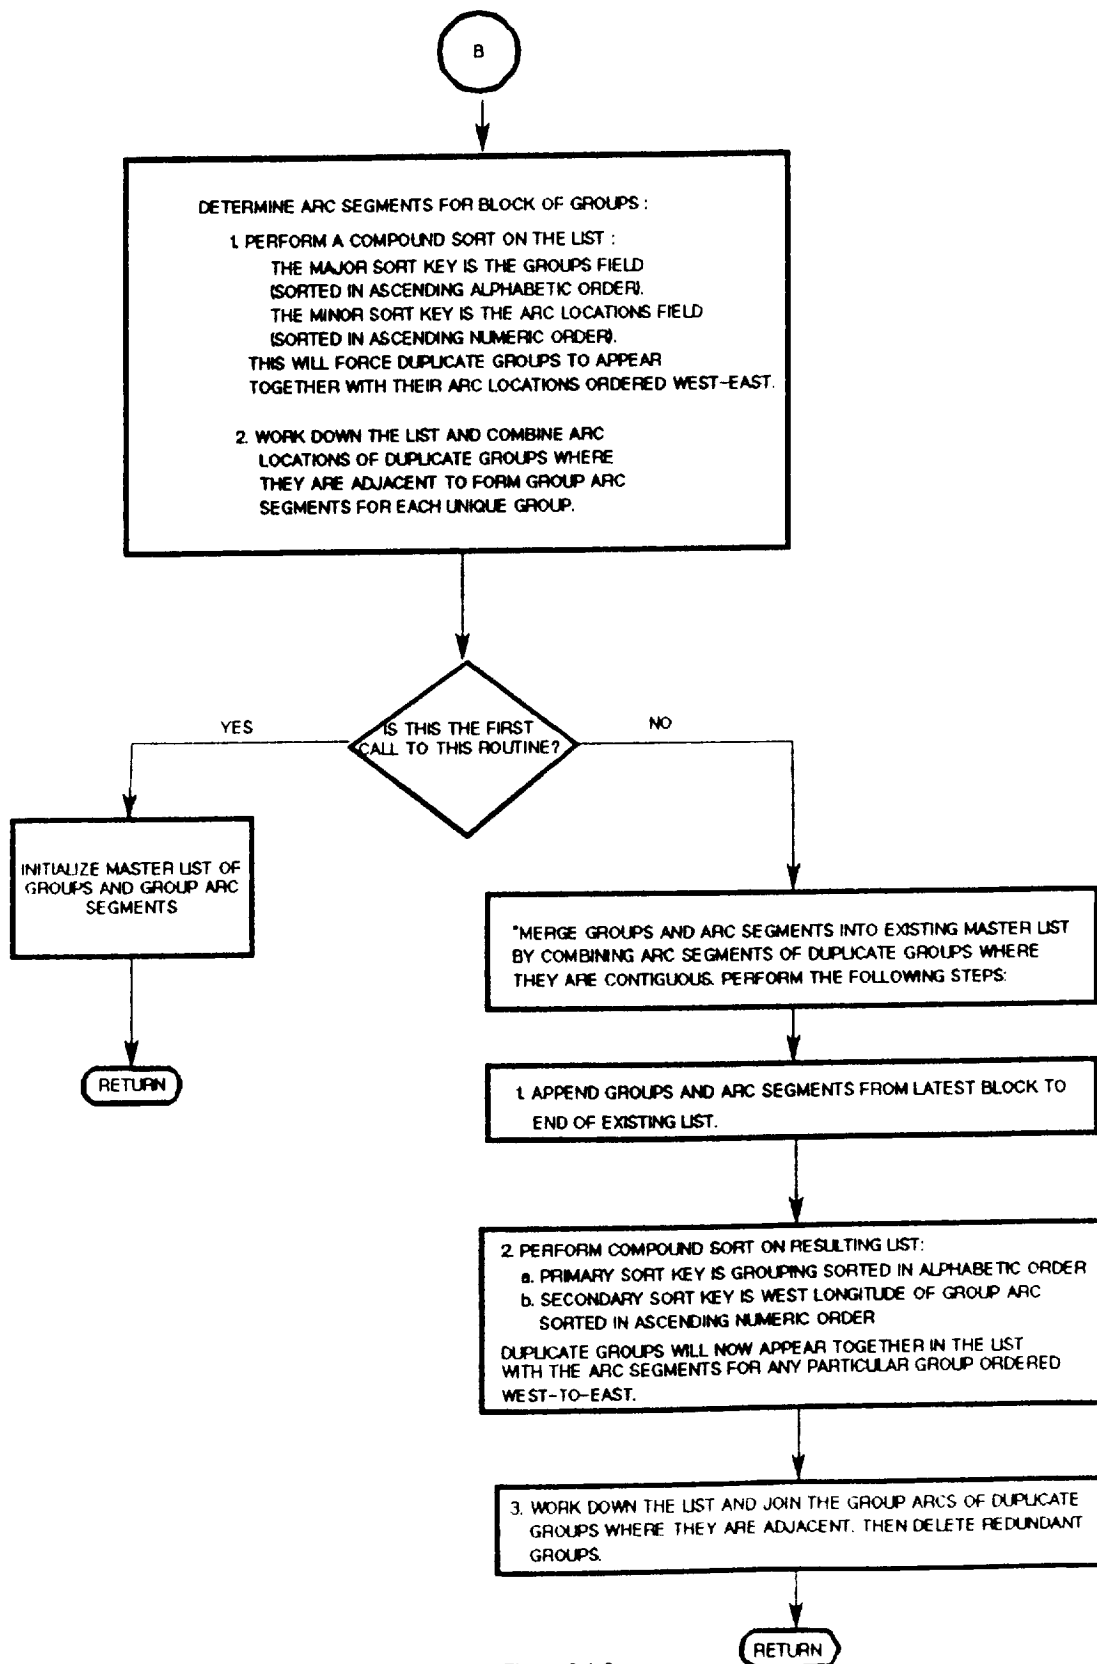 B
DETERMINE ARC SEGMENTS FOR BLOCK OF GROUPS :
1. PERFORM A COMPOUND SORT ON THE LIST :
THE MAJOR SORT KEY IS THE GROUPS FIELD
(SORTED IN ASCENDING ALPHABETIC ORDER).
THE MINOR SORT KEY IS THE ARC LOCATIONS FIELD
(SORTED IN ASCENDING NUMERIC ORDER).
THIS WILL FORCE DUPLICATE GROUPS TO APPEAR
TOGETHER WITH THEIR ARC LOCATIONS ORDERED WEST-EAST.
2. WORK DOWN THE LIST AND COMBINE ARC
LOCATIONS OF DUPLICATE GROUPS WHERE
THEY ARE ADJACENT TO FORM GROUP ARC
SEGMENTS FOR EACH UNIQUE GROUP.
IS THIS THE FIRST
CALL TO THIS ROUTINE?
YES
NO
INITIALIZE MASTER LIST OF
GROUPS AND GROUP ARC
SEGMENTS
RETURN
*MERGE GROUPS AND ARC SEGMENTS INTO EXISTING MASTER LIST
BY COMBINING ARC SEGMENTS OF DUPLICATE GROUPS WHERE
THEY ARE CONTIGUOUS. PERFORM THE FOLLOWING STEPS:
1. APPEND GROUPS AND ARC SEGMENTS FROM LATEST BLOCK TO
END OF EXISTING LIST.
2. PERFORM COMPOUND SORT ON RESULTING LIST:
a. PRIMARY SORT KEY IS GROUPING SORTED IN ALPHABETIC ORDER
b. SECONDARY SORT KEY IS WEST LONGITUDE OF GROUP ARC
SORTED IN ASCENDING NUMERIC ORDER
DUPLICATE GROUPS WILL NOW APPEAR TOGETHER IN THE LIST
WITH THE ARC SEGMENTS FOR ANY PARTICULAR GROUP ORDERED
WEST-TO-EAST.
3. WORK DOWN THE LIST AND JOIN THE GROUP ARCS OF DUPLICATE
GROUPS WHERE THEY ARE ADJACENT. THEN DELETE REDUNDANT
GROUPS.
RETURN